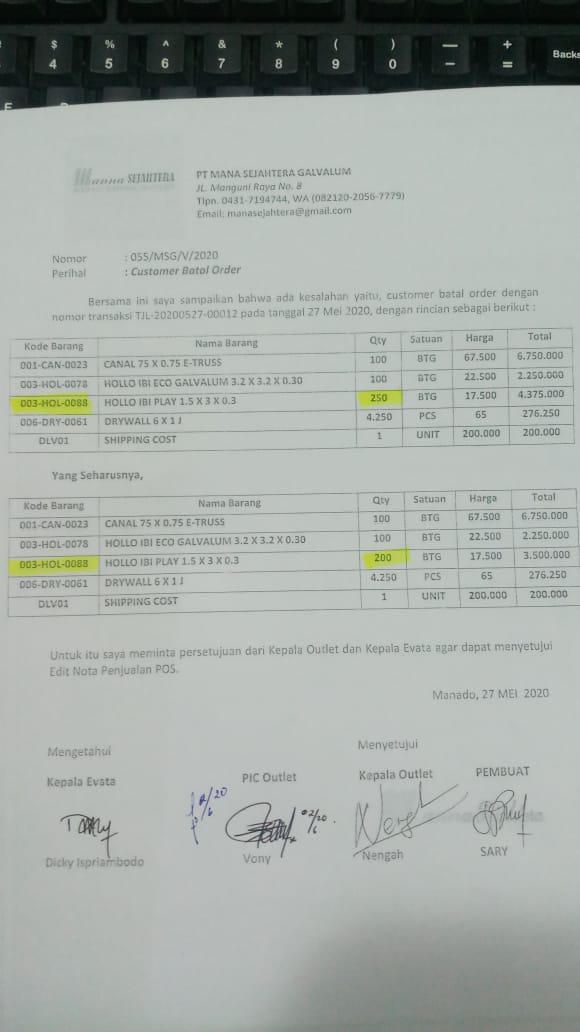 $ % ^ & * ( ) — +
4 5 6 7 8 9 0 - =
Backs
Manna SEJAHTERA
PT MANA SEJAHTERA GALVALUM
JL. Manguni Raya No. 8
Tlpn. 0431-7194744, WA (082120-2056-7779)
Email: manasejahtera@gmail.com
Nomor : 055/MSG/V/2020
Perihal : Customer Batal Order
Bersama ini saya sampaikan bahwa ada kesalahan yaitu, customer batal order dengan
nomor transaksi TJL-20200527-00012 pada tanggal 27 Mei 2020, dengan rincian sebagai berikut :
Kode Barang Nama Barang Qty Satuan Harga Total
001-CAN-0023 CANAL 75 X 0.75 E-TRUSS 100 BTG 67.500 6.750.000
003-HOL-0078 HOLLO IBI ECO GALVALUM 3.2 X 3.2 X 0.30 100 BTG 22.500 2.250.000
003-HOL-0088 HOLLO IBI PLAY 1.5 X 3 X 0.3 250 BTG 17.500 4.375.000
006-DRY-0061 DRYWALL 6 X 1 J 4.250 PCS 65 276.250
DLV01 SHIPPING COST 1 UNIT 200.000 200.000
Yang Seharusnya,
Kode Barang Nama Barang Qty Satuan Harga Total
001-CAN-0023 CANAL 75 X 0.75 E-TRUSS 100 BTG 67.500 6.750.000
003-HOL-0078 HOLLO IBI ECO GALVALUM 3.2 X 3.2 X 0.30 100 BTG 22.500 2.250.000
003-HOL-0088 HOLLO IBI PLAY 1.5 X 3 X 0.3 200 BTG 17.500 3.500.000
006-DRY-0061 DRYWALL 6 X 1 J 4.250 PCS 65 276.250
DLV01 SHIPPING COST 1 UNIT 200.000 200.000
Untuk itu saya meminta persetujuan dari Kepala Outlet dan Kepala Evata agar dapat menyetujui
Edit Nota Penjualan POS.
Manado, 27 MEI 2020
Mengetahui Menyetujui
Kepala Evata PIC Outlet Kepala Outlet PEMBUAT
Dicky Ispriambodo Vony Nengah SARY